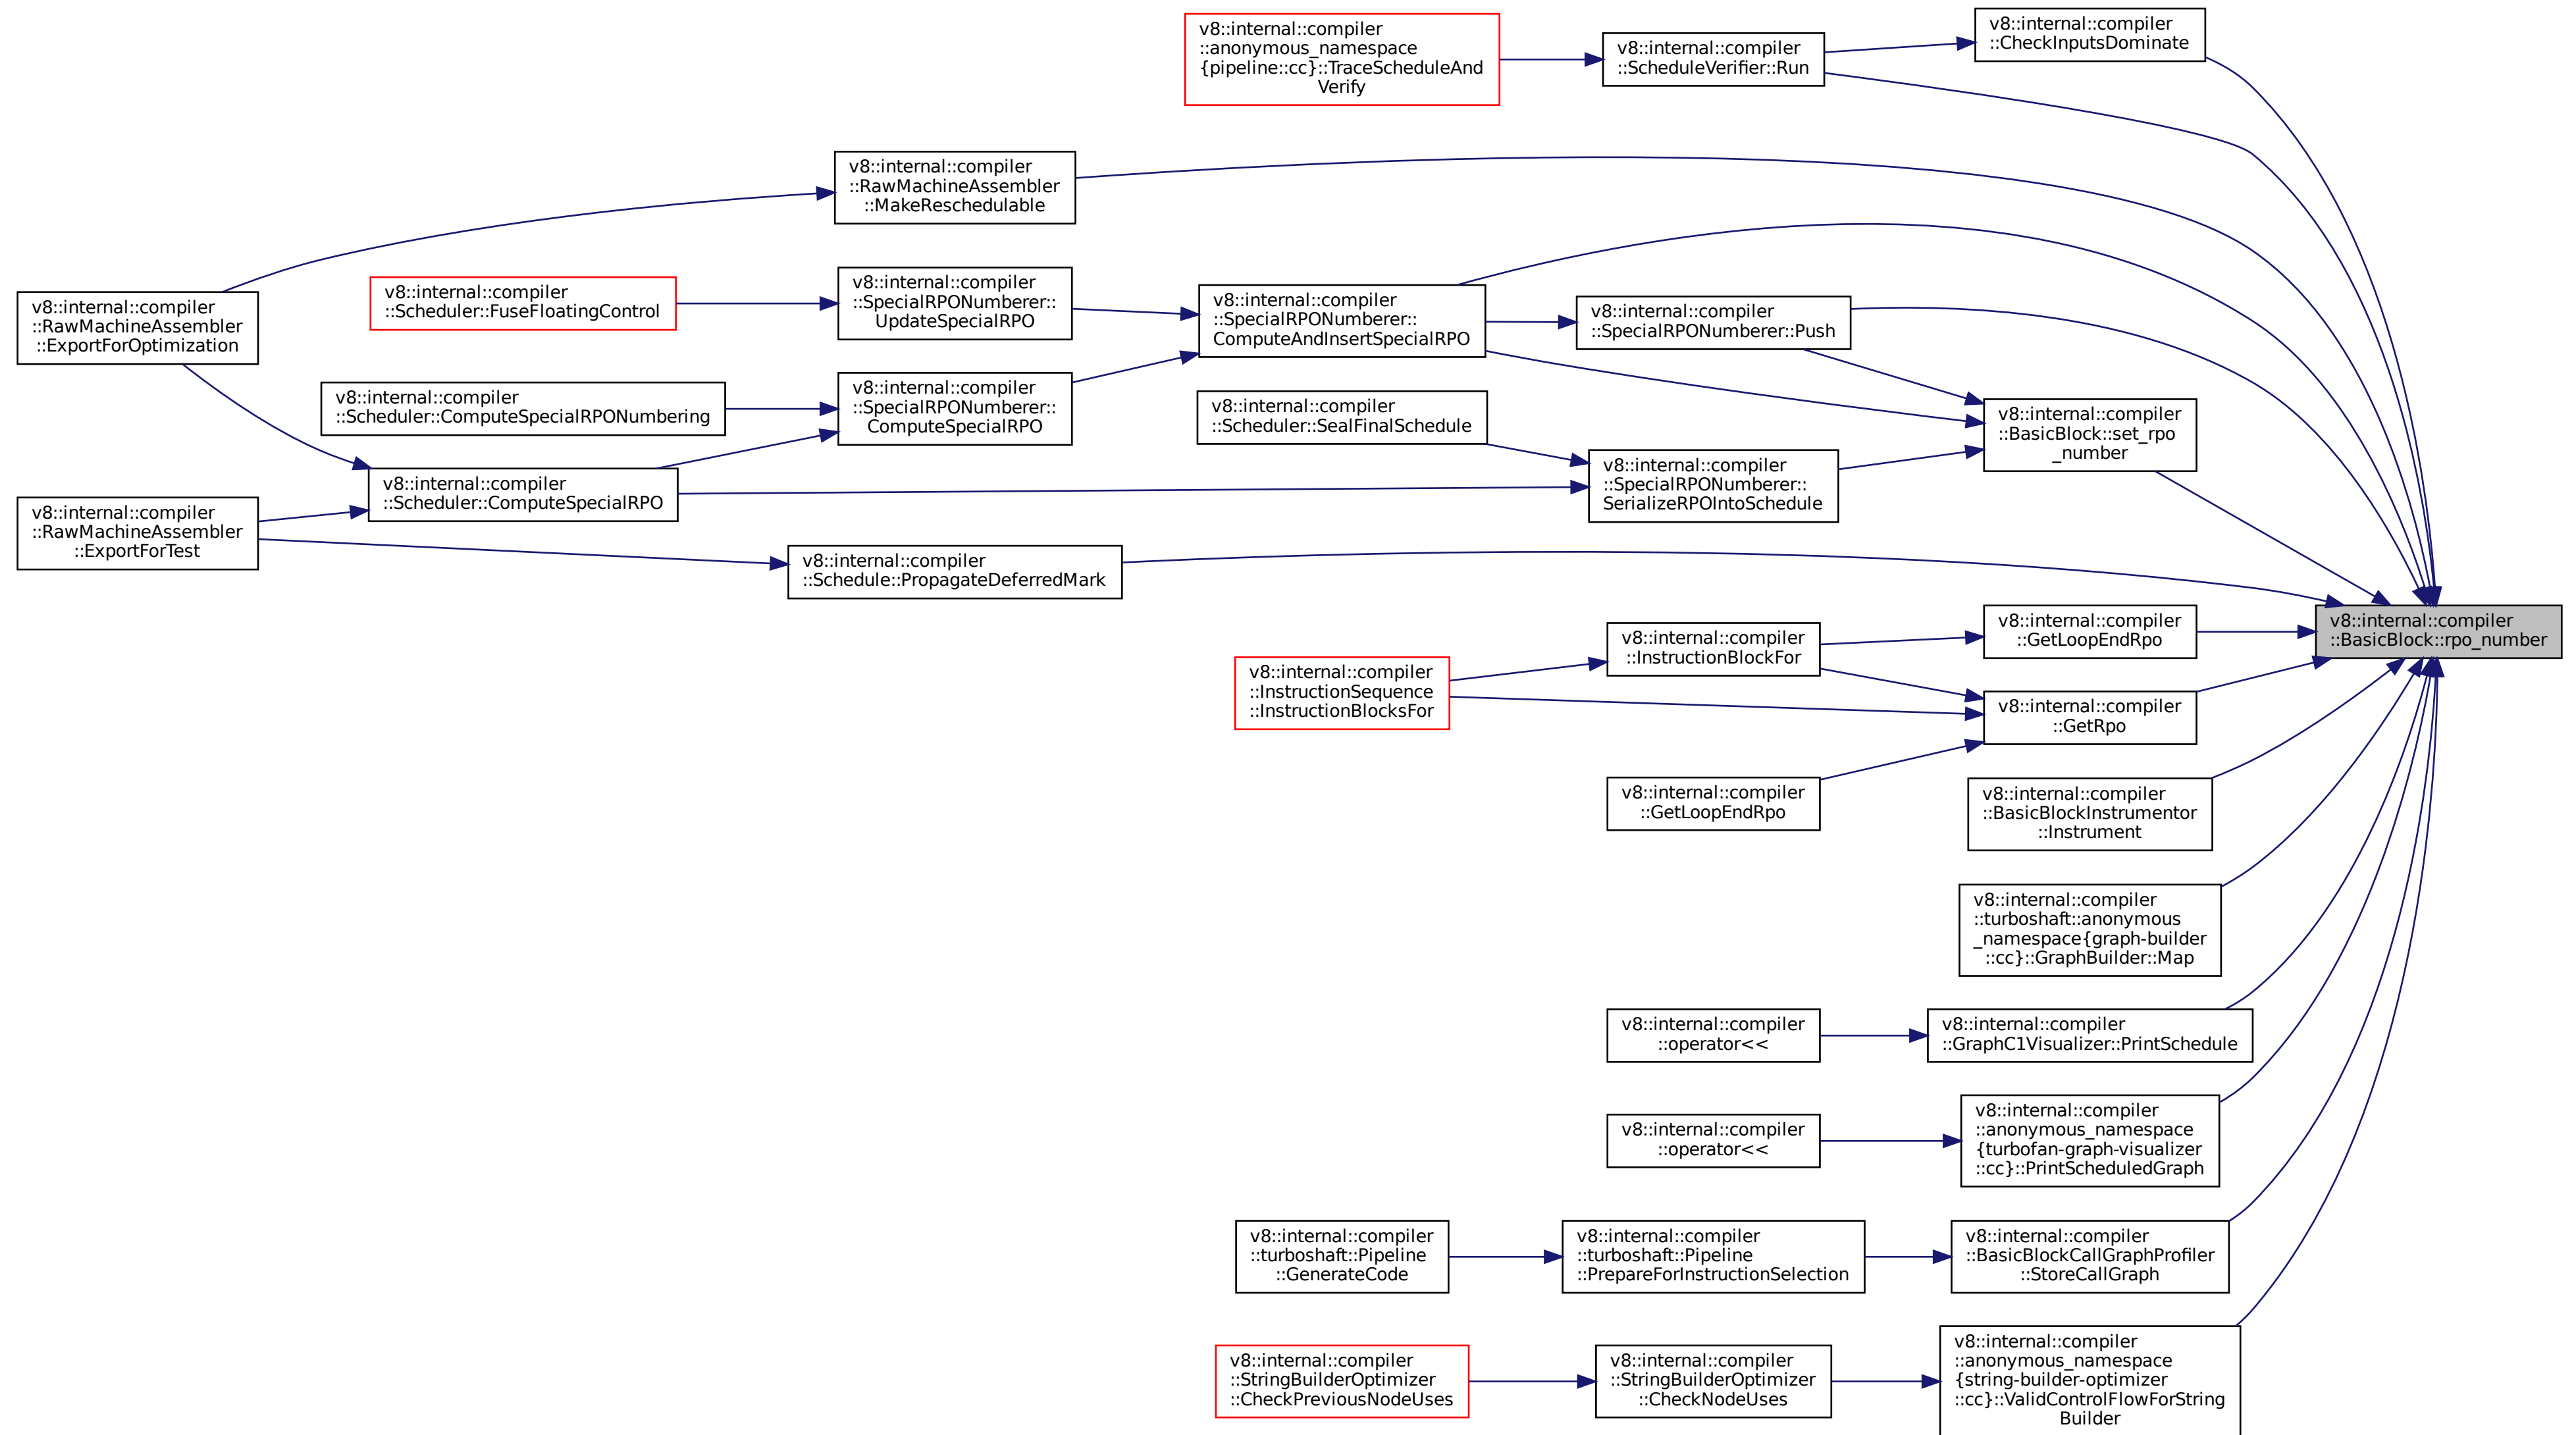 v8::internal::compiler
::anonymous_namespace
{pipeline::cc}::TraceScheduleAnd
Verify
v8::internal::compiler
::ScheduleVerifier::Run
v8::internal::compiler
::CheckInputsDominate
v8::internal::compiler
::RawMachineAssembler
::MakeReschedulable
v8::internal::compiler
::RawMachineAssembler
::ExportForOptimization
v8::internal::compiler
::Scheduler::FuseFloatingControl
v8::internal::compiler
::SpecialRPONumberer::
UpdateSpecialRPO
v8::internal::compiler
::SpecialRPONumberer::
ComputeAndInsertSpecialRPO
v8::internal::compiler
::SpecialRPONumberer::Push
v8::internal::compiler
::Scheduler::ComputeSpecialRPONumbering
v8::internal::compiler
::SpecialRPONumberer::
ComputeSpecialRPO
v8::internal::compiler
::Scheduler::SealFinalSchedule
v8::internal::compiler
::BasicBlock::set_rpo
_number
v8::internal::compiler
::RawMachineAssembler
::ExportForTest
v8::internal::compiler
::Scheduler::ComputeSpecialRPO
v8::internal::compiler
::SpecialRPONumberer::
SerializeRPOIntoSchedule
v8::internal::compiler
::Schedule::PropagateDeferredMark
v8::internal::compiler
::InstructionSequence
::InstructionBlocksFor
v8::internal::compiler
::InstructionBlockFor
v8::internal::compiler
::GetLoopEndRpo
v8::internal::compiler
::BasicBlock::rpo_number
v8::internal::compiler
::GetRpo
v8::internal::compiler
::GetLoopEndRpo
v8::internal::compiler
::BasicBlockInstrumentor
::Instrument
v8::internal::compiler
::turboshaft::anonymous
_namespace{graph-builder
::cc}::GraphBuilder::Map
v8::internal::compiler
::operator<<
v8::internal::compiler
::GraphC1Visualizer::PrintSchedule
v8::internal::compiler
::operator<<
v8::internal::compiler
::anonymous_namespace
{turbofan-graph-visualizer
::cc}::PrintScheduledGraph
v8::internal::compiler
::turboshaft::Pipeline
::GenerateCode
v8::internal::compiler
::turboshaft::Pipeline
::PrepareForInstructionSelection
v8::internal::compiler
::BasicBlockCallGraphProfiler
::StoreCallGraph
v8::internal::compiler
::StringBuilderOptimizer
::CheckPreviousNodeUses
v8::internal::compiler
::StringBuilderOptimizer
::CheckNodeUses
v8::internal::compiler
::anonymous_namespace
{string-builder-optimizer
::cc}::ValidControlFlowForString
Builder